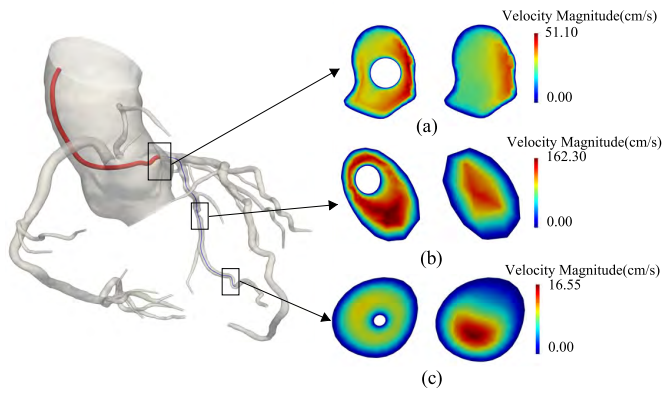 Velocity Magnitude(cm/s)
51.10
0.00
(a)
Velocity Magnitude(cm/s)
162.30
0.00
(b)
Velocity Magnitude(cm/s)
16.55
0.00
(c)